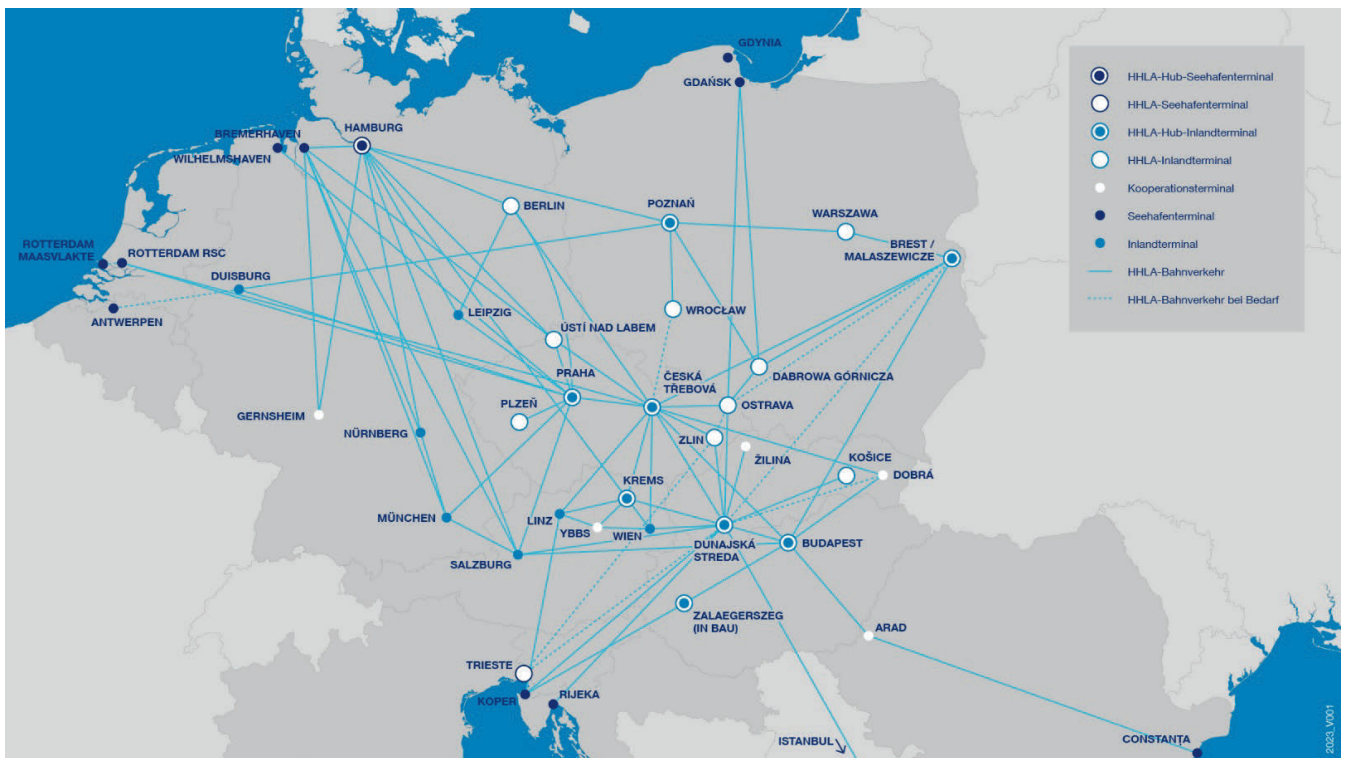 GDYNIA
GDAŃSK
HAMBURG
BREMERHAVEN
WILHELMSHAVEN
BERLIN
POZNAŃ
WARSZAWA
BREST /
MALASZEWICZE
ROTTERDAM
MAASVLAKTE
ROTTERDAM RSC
DUISBURG
ANTWERPEN
LEIPZIG
WROCŁAW
ÚSTÍ NAD LABEM
PRAHA
ČESKÁ
TŘEBOVÁ
DABROWA GÓRNICZA
PLZEŇ
OSTRAVA
GERNSHEIM
NÜRNBERG
ZLIN
ŽILINA
KOŠICE
DOBRÁ
KREMS
MÜNCHEN
LINZ
YBBS
WIEN
DUNAJSKÁ
STREDA
BUDAPEST
SALZBURG
ZALAEGERSZEG
(IN BAU)
ARAD
TRIESTE
KOPER
RIJEKA
ISTANBUL
CONSTANȚA
HHLA-Hub-Seehafenterminal
HHLA-Seehafenterminal
HHLA-Hub-Inlandterminal
HHLA-Inlandterminal
Kooperationsterminal
Seehafenterminal
Inlandterminal
HHLA-Bahnverkehr
HHLA-Bahnverkehr bei Bedarf
2023_V001